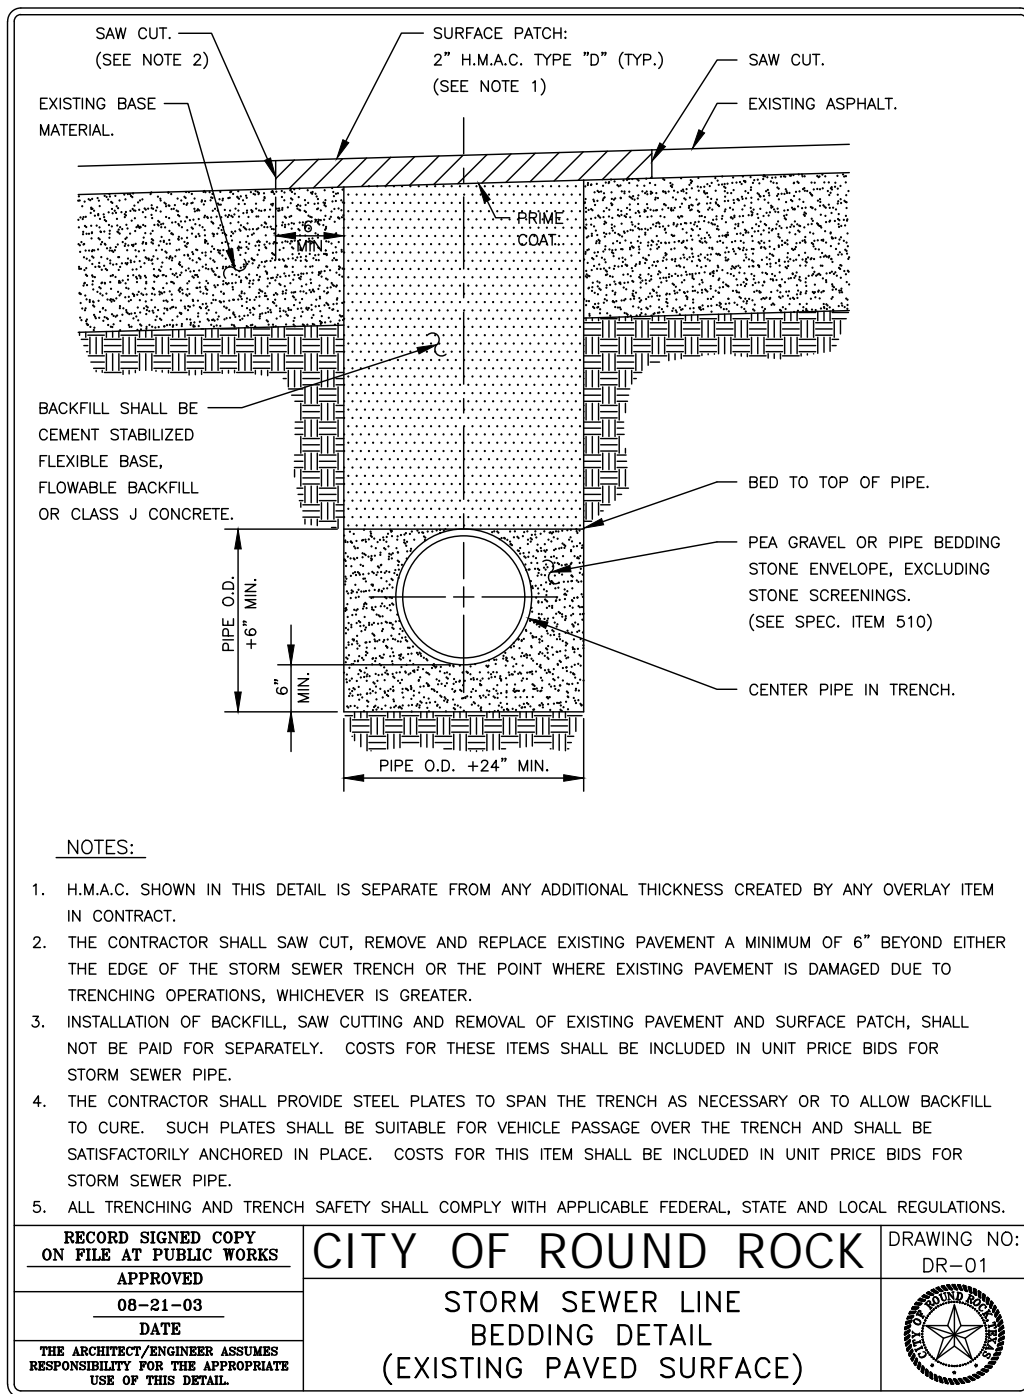 SAW CUT.
(SEE NOTE 2)
SURFACE PATCH:
2" H.M.A.C. TYPE "D" (TYP.)
(SEE NOTE 1)
SAW CUT.
EXISTING BASE
MATERIAL.
EXISTING ASPHALT.
6"
MIN.
PRIME
COAT.
BACKFILL SHALL BE
CEMENT STABILIZED
FLEXIBLE BASE,
FLOWABLE BACKFILL
OR CLASS J CONCRETE.
BED TO TOP OF PIPE.
PEA GRAVEL OR PIPE BEDDING
STONE ENVELOPE, EXCLUDING
STONE SCREENINGS.
(SEE SPEC. ITEM 510)
PIPE O.D.
+6" MIN.
6"
MIN.
CENTER PIPE IN TRENCH.
PIPE O.D. +24" MIN.
NOTES:
1. H.M.A.C. SHOWN IN THIS DETAIL IS SEPARATE FROM ANY ADDITIONAL THICKNESS CREATED BY ANY OVERLAY ITEM
IN CONTRACT.
2. THE CONTRACTOR SHALL SAW CUT, REMOVE AND REPLACE EXISTING PAVEMENT A MINIMUM OF 6" BEYOND EITHER
THE EDGE OF THE STORM SEWER TRENCH OR THE POINT WHERE EXISTING PAVEMENT IS DAMAGED DUE TO
TRENCHING OPERATIONS, WHICHEVER IS GREATER.
3. INSTALLATION OF BACKFILL, SAW CUTTING AND REMOVAL OF EXISTING PAVEMENT AND SURFACE PATCH, SHALL
NOT BE PAID FOR SEPARATELY. COSTS FOR THESE ITEMS SHALL BE INCLUDED IN UNIT PRICE BIDS FOR
STORM SEWER PIPE.
4. THE CONTRACTOR SHALL PROVIDE STEEL PLATES TO SPAN THE TRENCH AS NECESSARY OR TO ALLOW BACKFILL
TO CURE. SUCH PLATES SHALL BE SUITABLE FOR VEHICLE PASSAGE OVER THE TRENCH AND SHALL BE
SATISFACTORILY ANCHORED IN PLACE. COSTS FOR THIS ITEM SHALL BE INCLUDED IN UNIT PRICE BIDS FOR
STORM SEWER PIPE.
5. ALL TRENCHING AND TRENCH SAFETY SHALL COMPLY WITH APPLICABLE FEDERAL, STATE AND LOCAL REGULATIONS.
RECORD SIGNED COPY
ON FILE AT PUBLIC WORKS
APPROVED
08-21-03
DATE
THE ARCHITECT/ENGINEER ASSUMES
RESPONSIBILITY FOR THE APPROPRIATE
USE OF THIS DETAIL.
CITY OF ROUND ROCK
STORM SEWER LINE
BEDDING DETAIL
(EXISTING PAVED SURFACE)
DRAWING NO:
DR-01
CITY OF ROUND ROCK, TEXAS